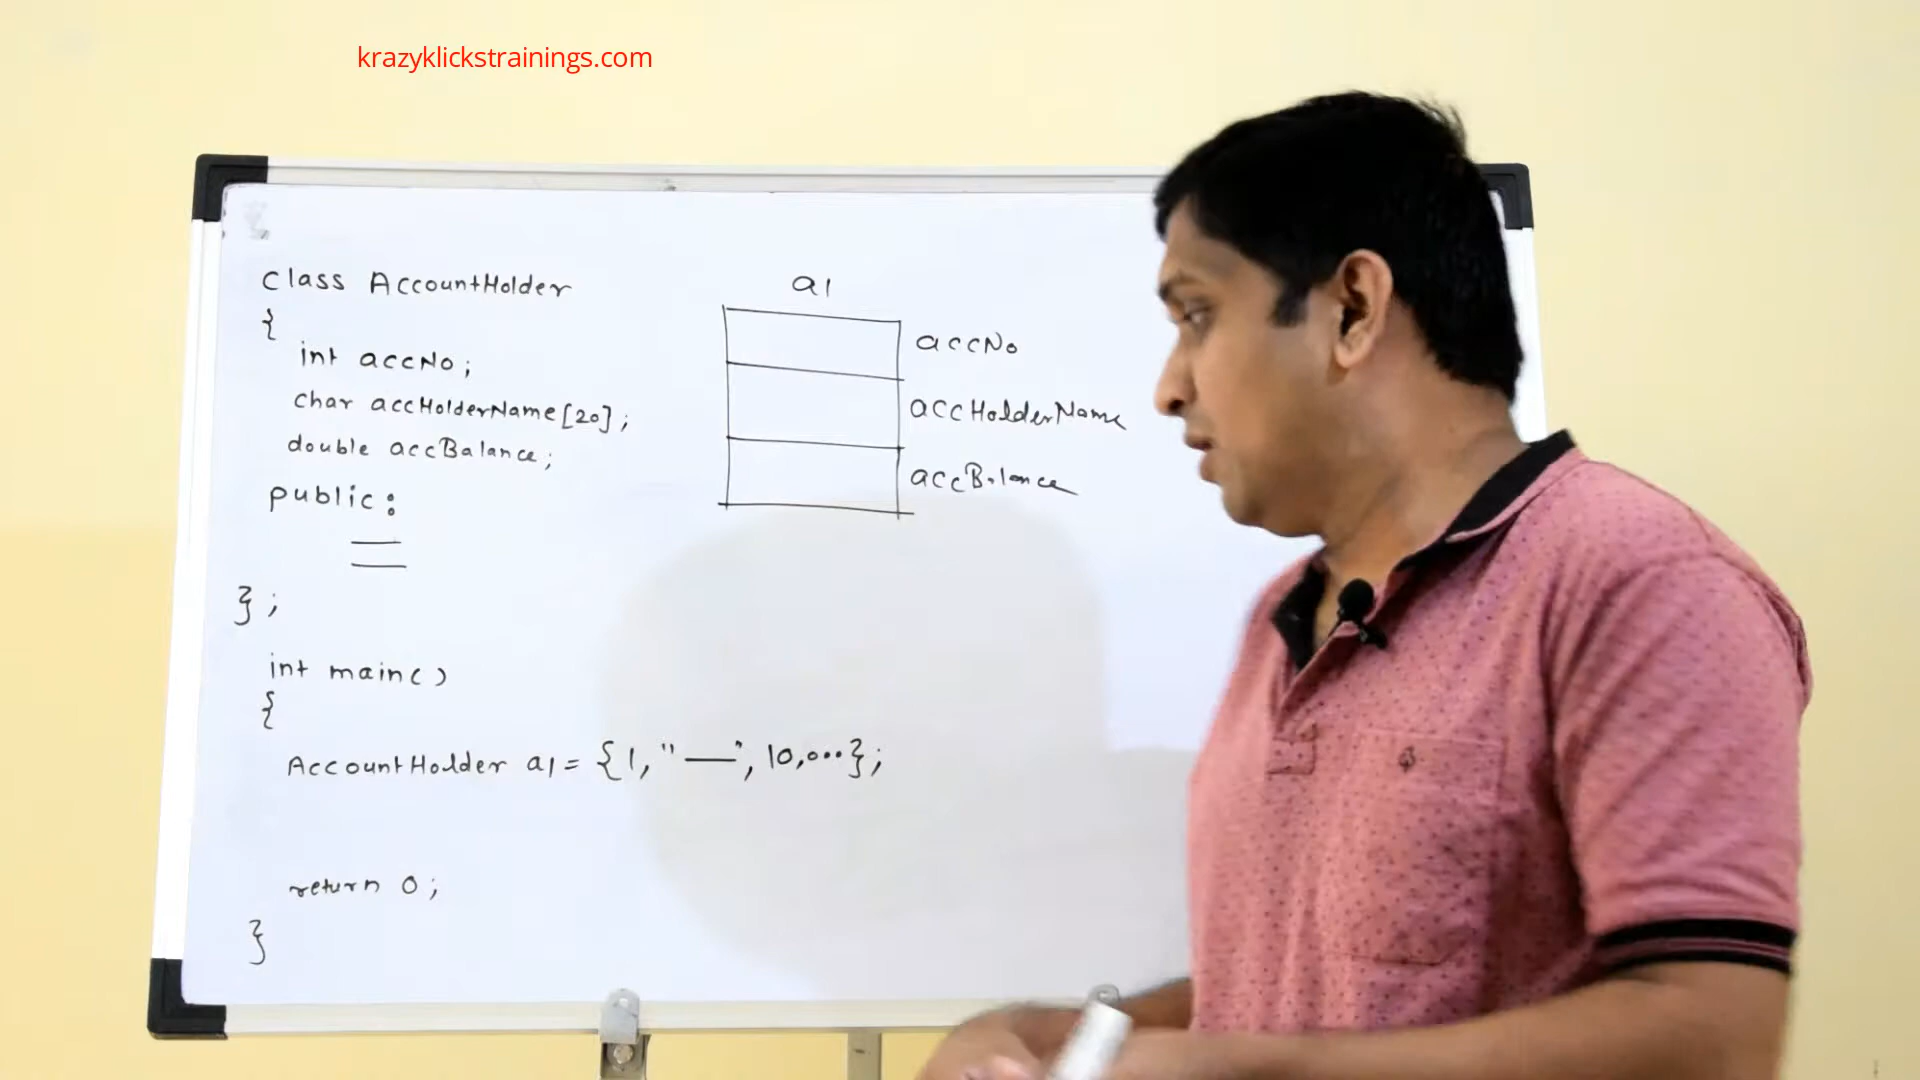 krazyklickstrainings.com
class AccountHolder
{
int accNo;
char accHolderName[20];
double accBalance;
public:
};
int main()
{
AccountHolder a1 = {1, "—", 10,000};
return 0;
}
a1
accNo
accHolderName
accBalance